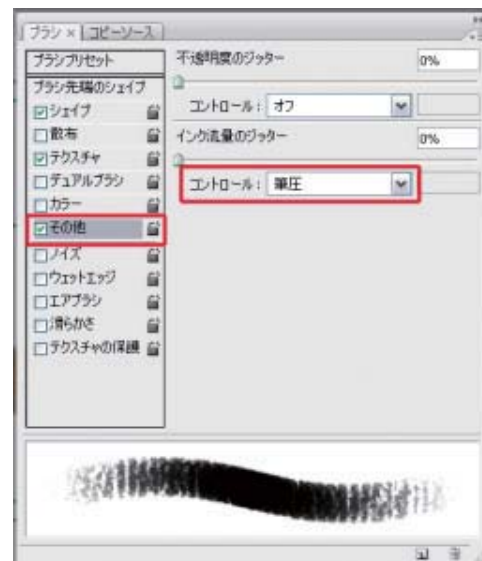 ブラシ × コピーソース
ブラシプリセット
ブラシ先端のシェイプ
シェイプ
散布
テクスチャ
デュアルブラシ
カラー
その他
ノイズ
ウェットエッジ
エアブラシ
滑らかさ
テクスチャの保護
不透明度のジッター 0%
コントロール: オフ
インク流量のジッター 0%
コントロール: 筆圧